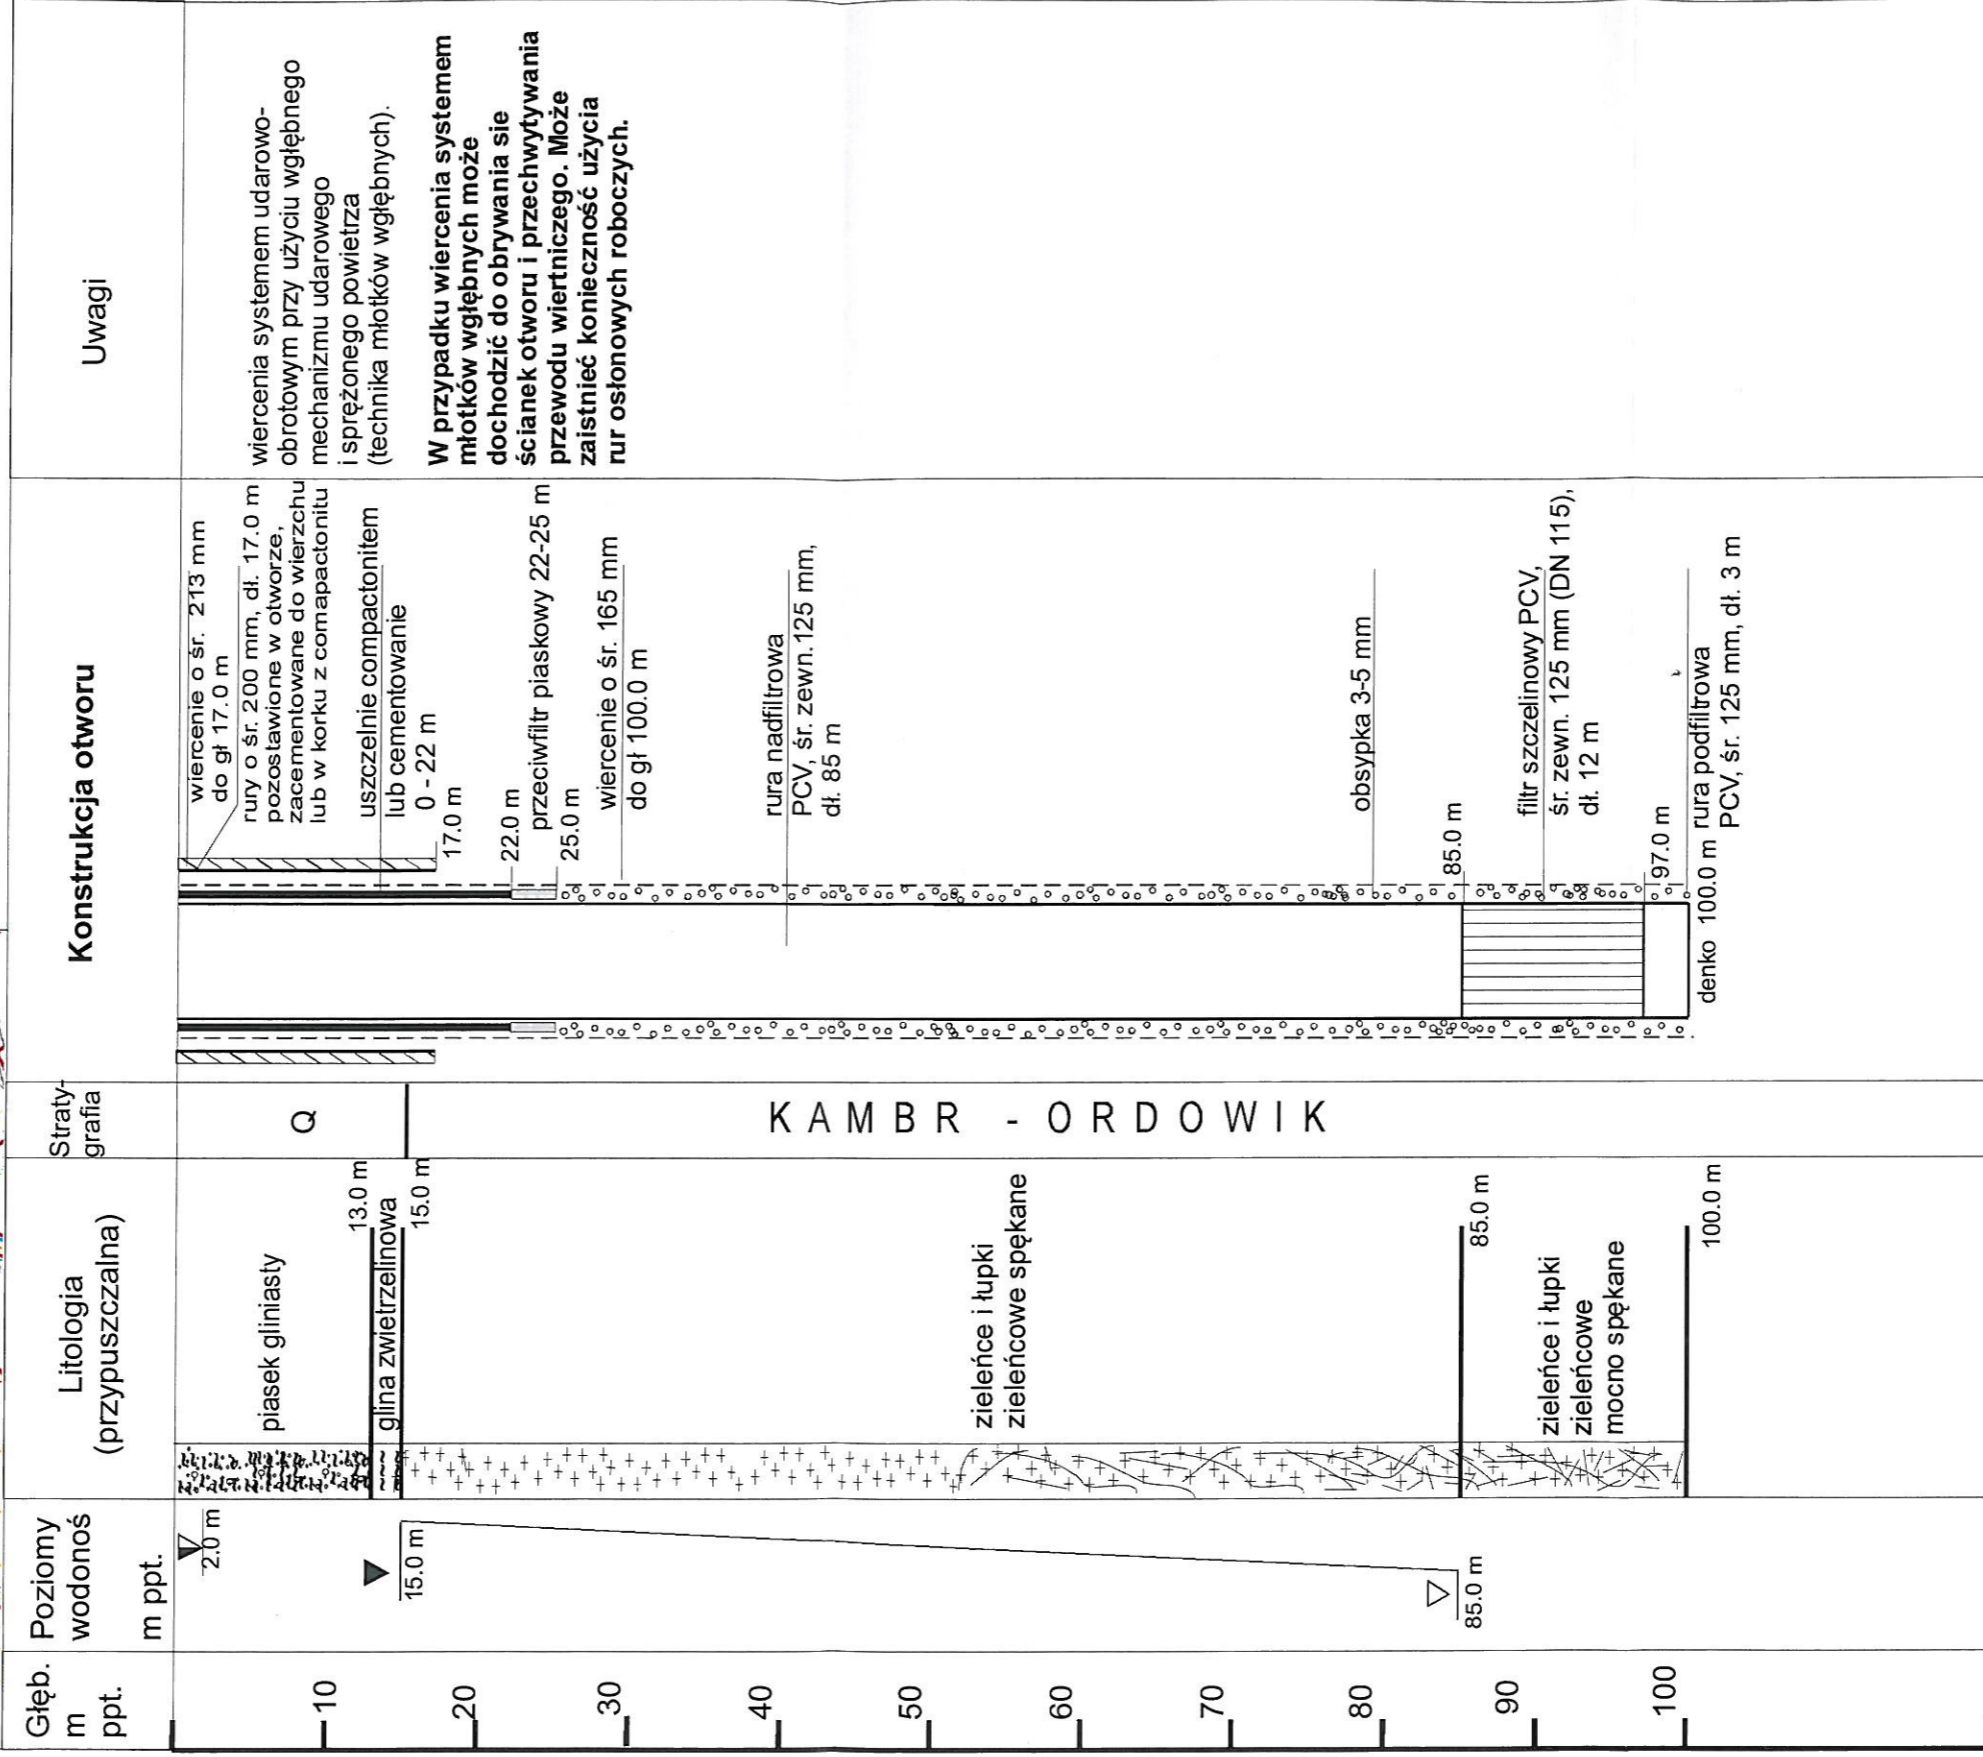 Głęb.
m
ppt.
Poziomy
wodonoś
m ppt.
Litologia
(przypuszczalna)
Straty-
grafia
Konstrukcja otworu
Uwagi
10
20
30
40
50
60
70
80
90
100
2.0 m
15.0 m
85.0 m
piasek gliniasty
13.0 m
glina zwietrzelinowa
15.0 m
zieleńce i łupki
zieleńcowe spękane
85.0 m
zieleńce i łupki
zieleńcowe
mocno spękane
100.0 m
Q
KAMBR - ORDOWIK
wiercenie o śr. 213 mm
do gł 17.0 m
rury o śr. 200 mm, dł. 17.0 m
pozostawione w otworze,
zacementowane do wierzchu
lub w korku z comapactonitu
uszczelnie compactonitem
lub cementowanie
0 - 22 m
17.0 m
22.0 m
przeciwfiltr piaskowy 22-25 m
25.0 m
wiercenie o śr. 165 mm
do gł 100.0 m
rura nadfiltrowa
PCV, śr. zewn. 125 mm,
dł. 85 m
obsypka 3-5 mm
85.0 m
filtr szczelinowy PCV,
śr. zewn. 125 mm (DN 115),
dł. 12 m
97.0 m
denko 100.0 m rura podfiltrowa
PCV, śr. 125 mm, dł. 3 m
wiercenia systemem udarowo-
obrotowym przy użyciu wgłębnego
mechanizmu udarowego
i sprężonego powietrza
(technika młotków wgłębnych).
W przypadku wiercenia systemem
młotków wgłębnych może
dochodzić do obrywania sie
ścianek otworu i przechwytywania
przewodu wiertniczego. Może
zaistnieć konieczność użycia
rur osłonowych roboczych.